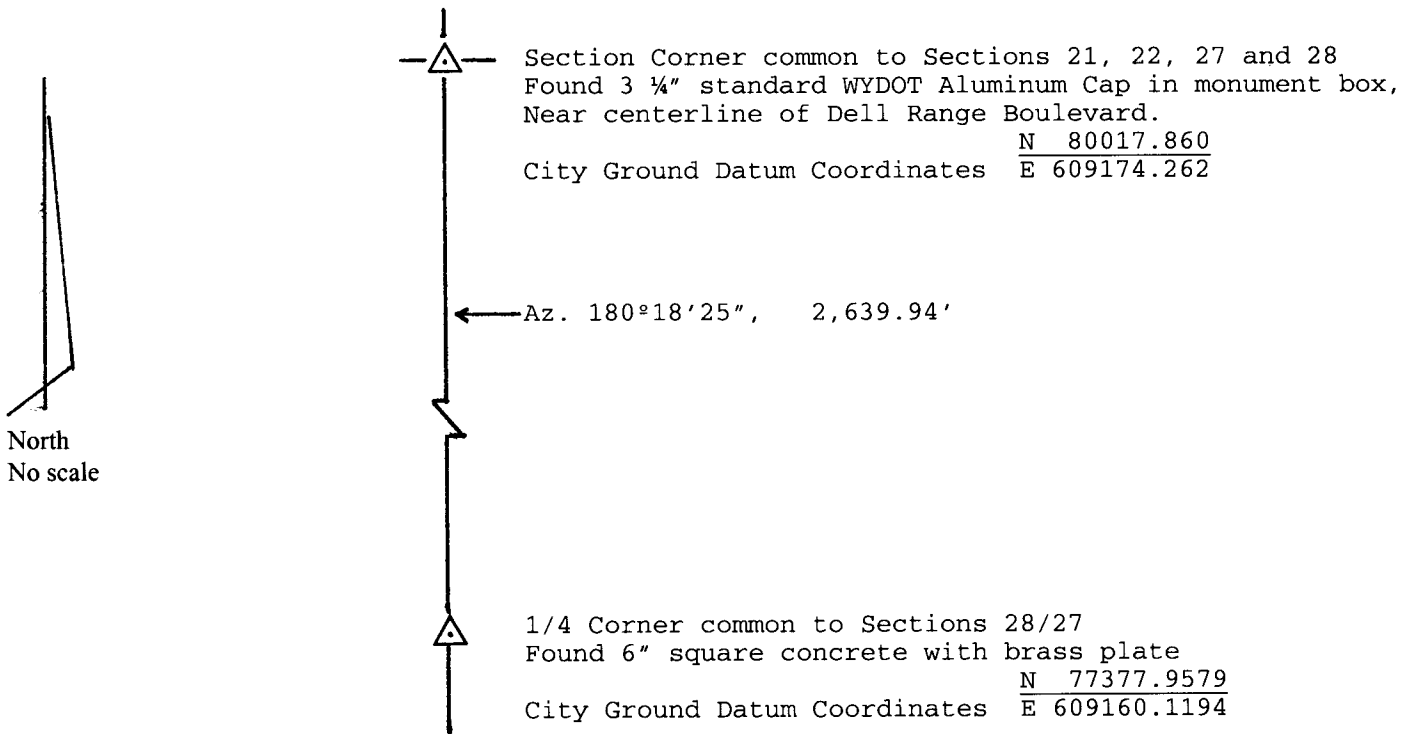 Section Corner common to Sections 21, 22, 27 and 28
Found 3 ¼" standard WYDOT Aluminum Cap in monument box,
Near centerline of Dell Range Boulevard.
N 80017.860
City Ground Datum Coordinates E 609174.262
Az. 180º18'25", 2,639.94'
North
No scale
1/4 Corner common to Sections 28/27
Found 6" square concrete with brass plate
N 77377.9579
City Ground Datum Coordinates E 609160.1194